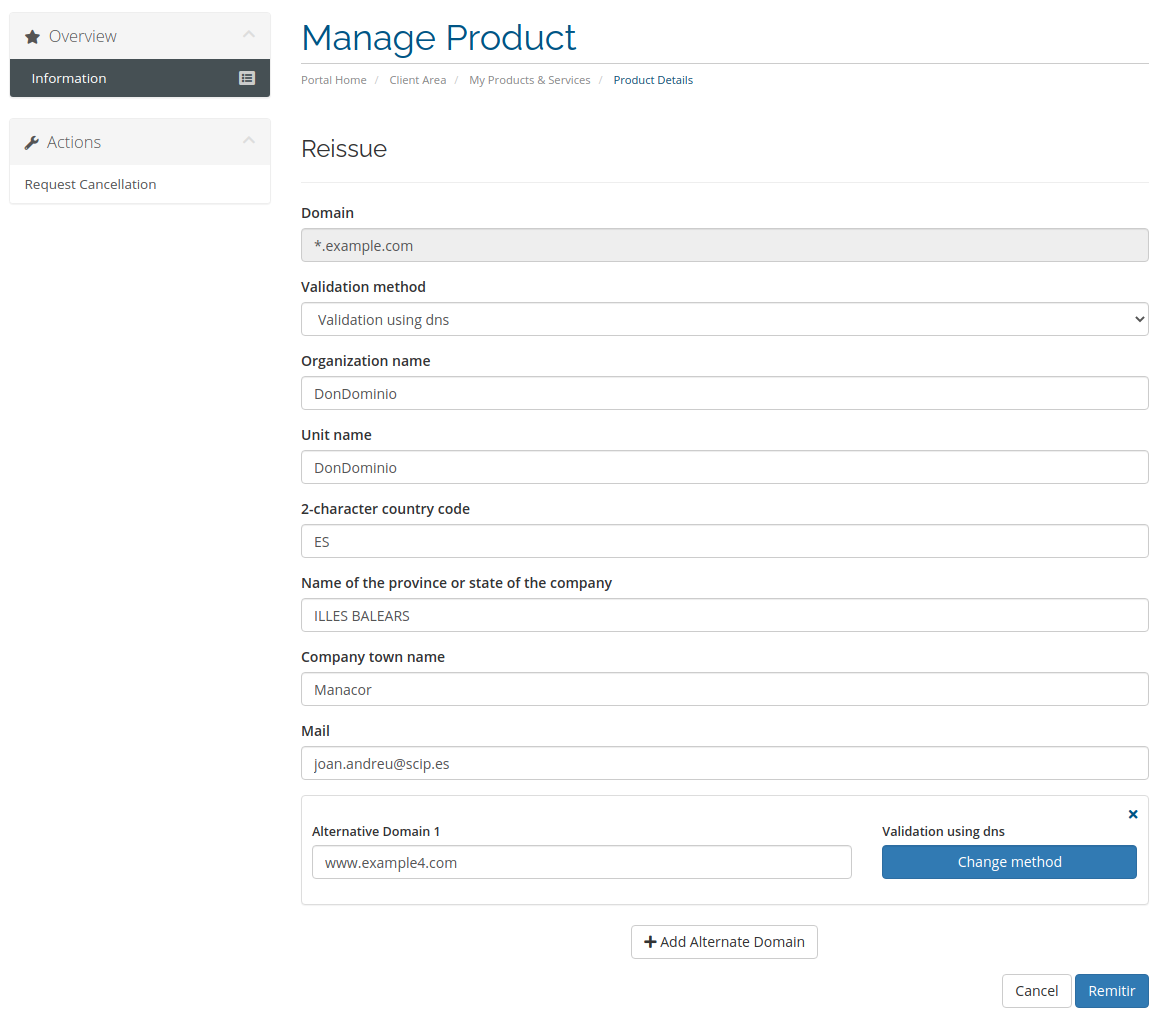 Overview
Information
Actions
Request Cancellation
Manage Product
Portal Home / Client Area / My Products & Services / Product Details
Reissue
Domain
*.example.com
Validation method
Validation using dns
Organization name
DonDominio
Unit name
DonDominio
2-character country code
ES
Name of the province or state of the company
ILLES BALEARS
Company town name
Manacor
Mail
joan.andreu@scip.es
Alternative Domain 1
www.example4.com
Validation using dns
Change method
Add Alternate Domain
Cancel
Remitir